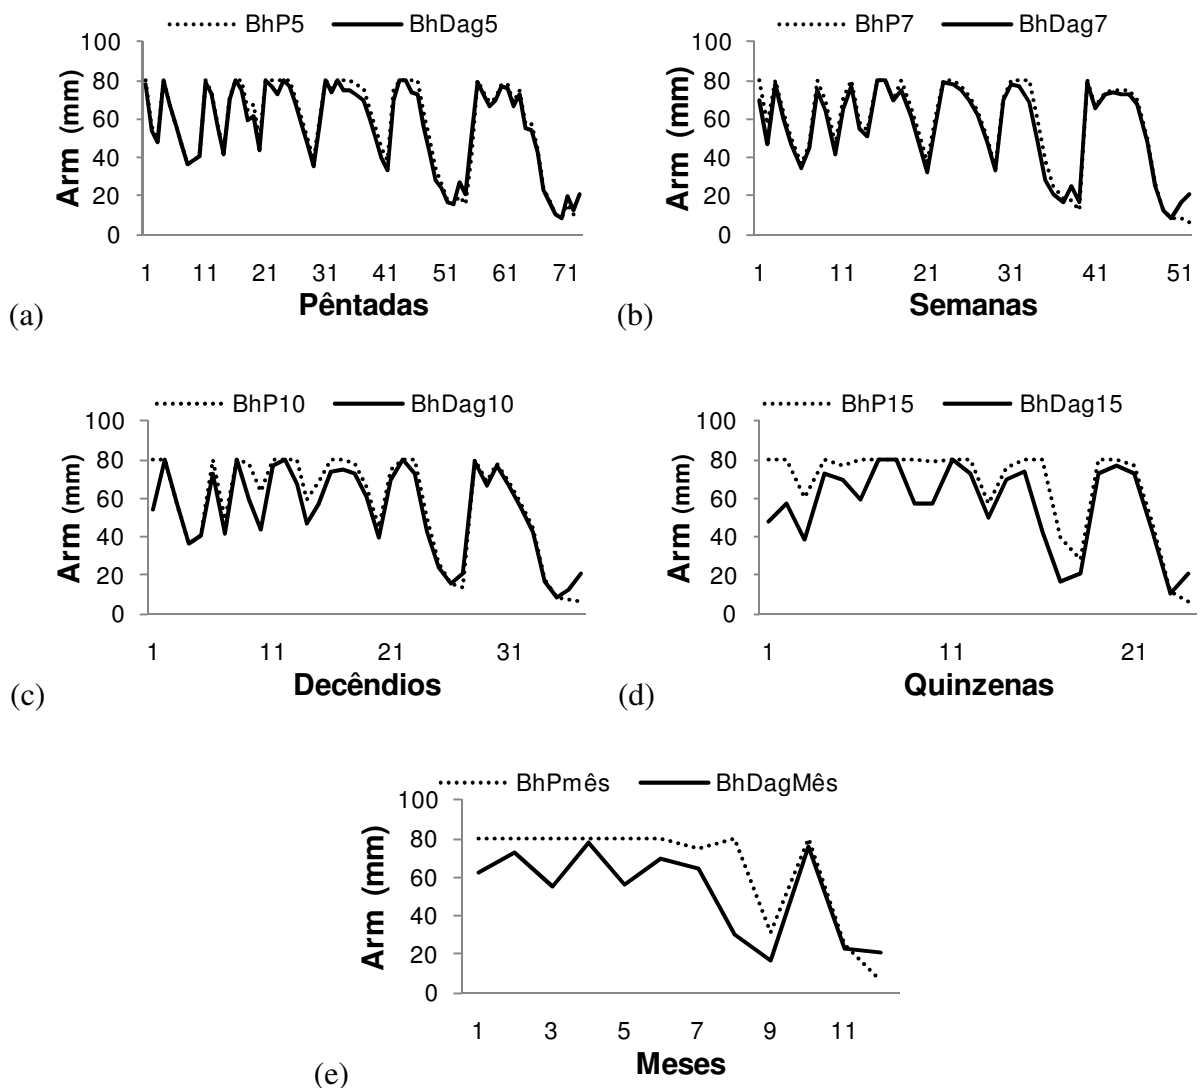 BhP5 BhDag5
100
80
60
40
20
0
Arm (mm)
1 11 21 31 41 51 61 71
Pêntadas
(a)
BhP7 BhDag7
100
80
60
40
20
0
Arm (mm)
1 11 21 31 41 51
Semanas
(b)
BhP10 BhDag10
100
80
60
40
20
0
Arm (mm)
1 11 21 31
Decêndios
(c)
BhP15 BhDag15
100
80
60
40
20
0
Arm (mm)
1 11 21
Quinzenas
(d)
BhPmês BhDagMês
100
80
60
40
20
0
Arm (mm)
1 3 5 7 9 11
Meses
(e)